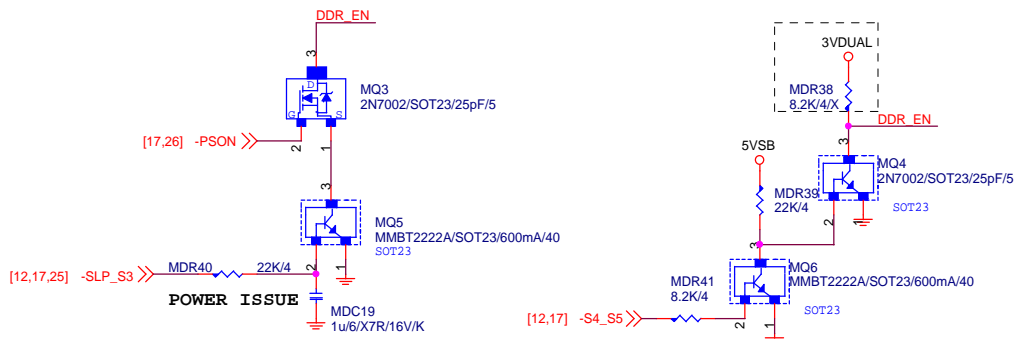 DDR_EN
3
D
G
S
MQ3
2N7002/SOT23/25pF/5
[17,26] -PSON
2
1
3
MQ5
MMBT2222A/SOT23/600mA/40
SOT23
[12,17,25] -SLP_S3
MDR40 22K/4
2
1
POWER ISSUE
MDC19
1u/6/X7R/16V/K
3VDUAL
MDR38
8.2K/4/X
DDR_EN
3
MQ4
2N7002/SOT23/25pF/5
SOT23
5VSB
MDR39
22K/4
2
1
3
MQ6
MMBT2222A/SOT23/600mA/40
SOT23
MDR41
8.2K/4
[12,17] -S4_S5
2
1